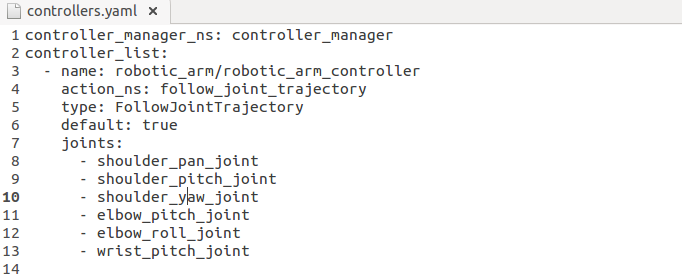 controllers.yaml ×
1 controller_manager_ns: controller_manager
2 controller_list:
3   - name: robotic_arm/robotic_arm_controller
4     action_ns: follow_joint_trajectory
5     type: FollowJointTrajectory
6     default: true
7     joints:
8       - shoulder_pan_joint
9       - shoulder_pitch_joint
10       - shoulder_yaw_joint
11       - elbow_pitch_joint
12       - elbow_roll_joint
13       - wrist_pitch_joint
14